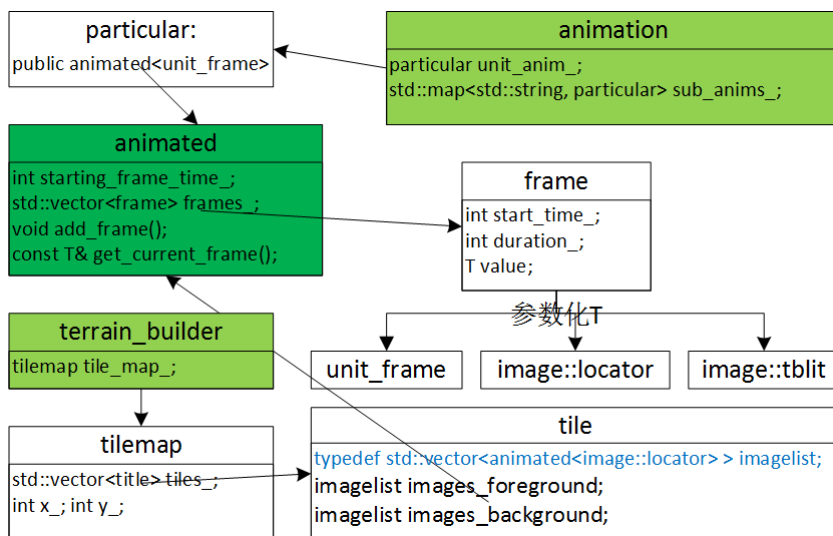 particular:
public animated<unit_frame>
animation
particular unit_anim_;
std::map<std::string, particular> sub_anims_;
animated
int starting_frame_time_;
std::vector<frame> frames_;
void add_frame();
const T& get_current_frame();
frame
int start_time_;
int duration_;
T value;
参数化T
unit_frame
image::locator
image::tblit
terrain_builder
tilemap tile_map_;
tilemap
std::vector<title> tiles_;
int x_; int y_;
tile
typedef std::vector<animated<image::locator> > imagelist;
imagelist images_foreground;
imagelist images_background;